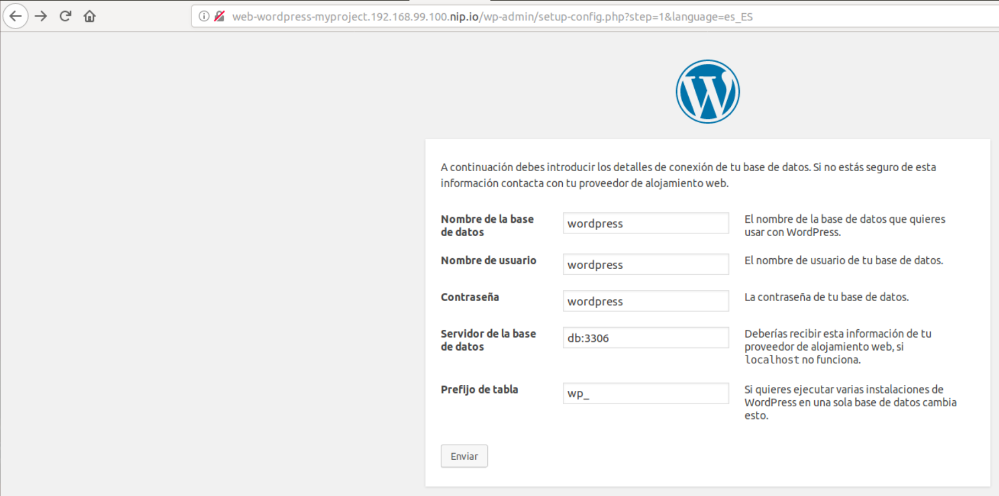 web-wordpress-myproject.192.168.99.100.nip.io/wp-admin/setup-config.php?step=1&language=es_ES
A continuación debes introducir los detalles de conexión de tu base de datos. Si no estás seguro de esta
información contacta con tu proveedor de alojamiento web.
Nombre de la base
de datos
wordpress
El nombre de la base de datos que quieres
usar con WordPress.
Nombre de usuario
wordpress
El nombre de usuario de tu base de datos.
Contraseña
wordpress
La contraseña de tu base de datos.
Servidor de la base
de datos
db:3306
Deberías recibir esta información de tu
proveedor de alojamiento web, si
localhost no funciona.
Prefijo de tabla
wp_
Si quieres ejecutar varias instalaciones de
WordPress en una sola base de datos cambia
esto.
Enviar